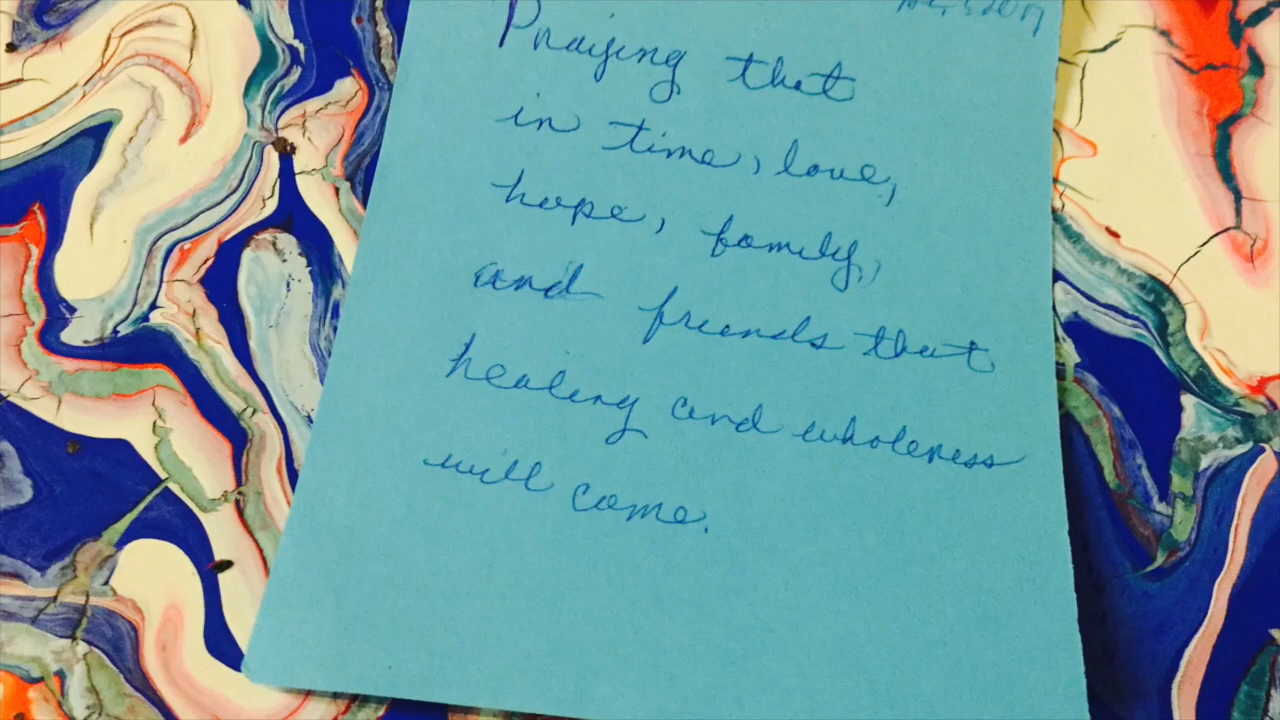 Praying that
in time, love,
hope, family,
and friends that
healing and wholeness
will come.